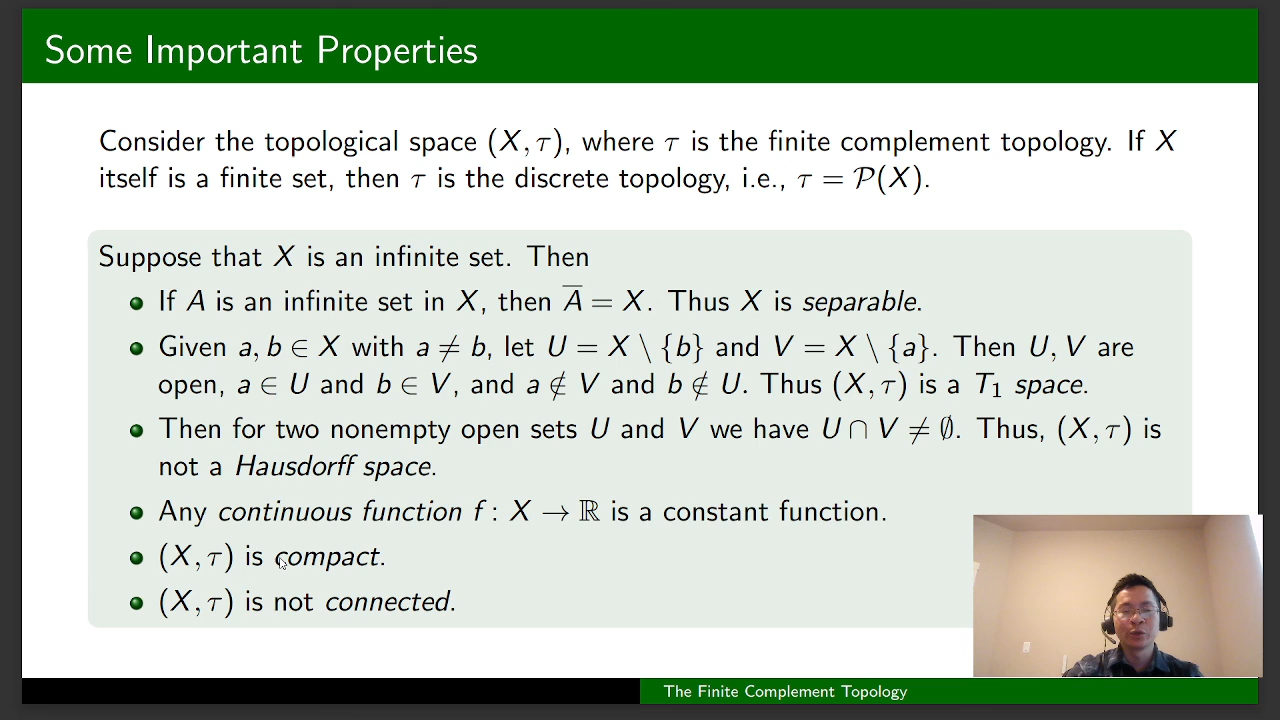 Some Important Properties
Consider the topological space (X, τ), where τ is the finite complement topology. If X
itself is a finite set, then τ is the discrete topology, i.e., τ = 𝒫(X).
Suppose that X is an infinite set. Then
If A is an infinite set in X, then A̅ = X. Thus X is separable.
Given a, b ∈ X with a ≠ b, let U = X \ {b} and V = X \ {a}. Then U, V are
open, a ∈ U and b ∈ V, and a ∉ V and b ∉ U. Thus (X, τ) is a T₁ space.
Then for two nonempty open sets U and V we have U ∩ V ≠ ∅. Thus, (X, τ) is
not a Hausdorff space.
Any continuous function f : X → ℝ is a constant function.
(X, τ) is compact.
(X, τ) is not connected.
The Finite Complement Topology